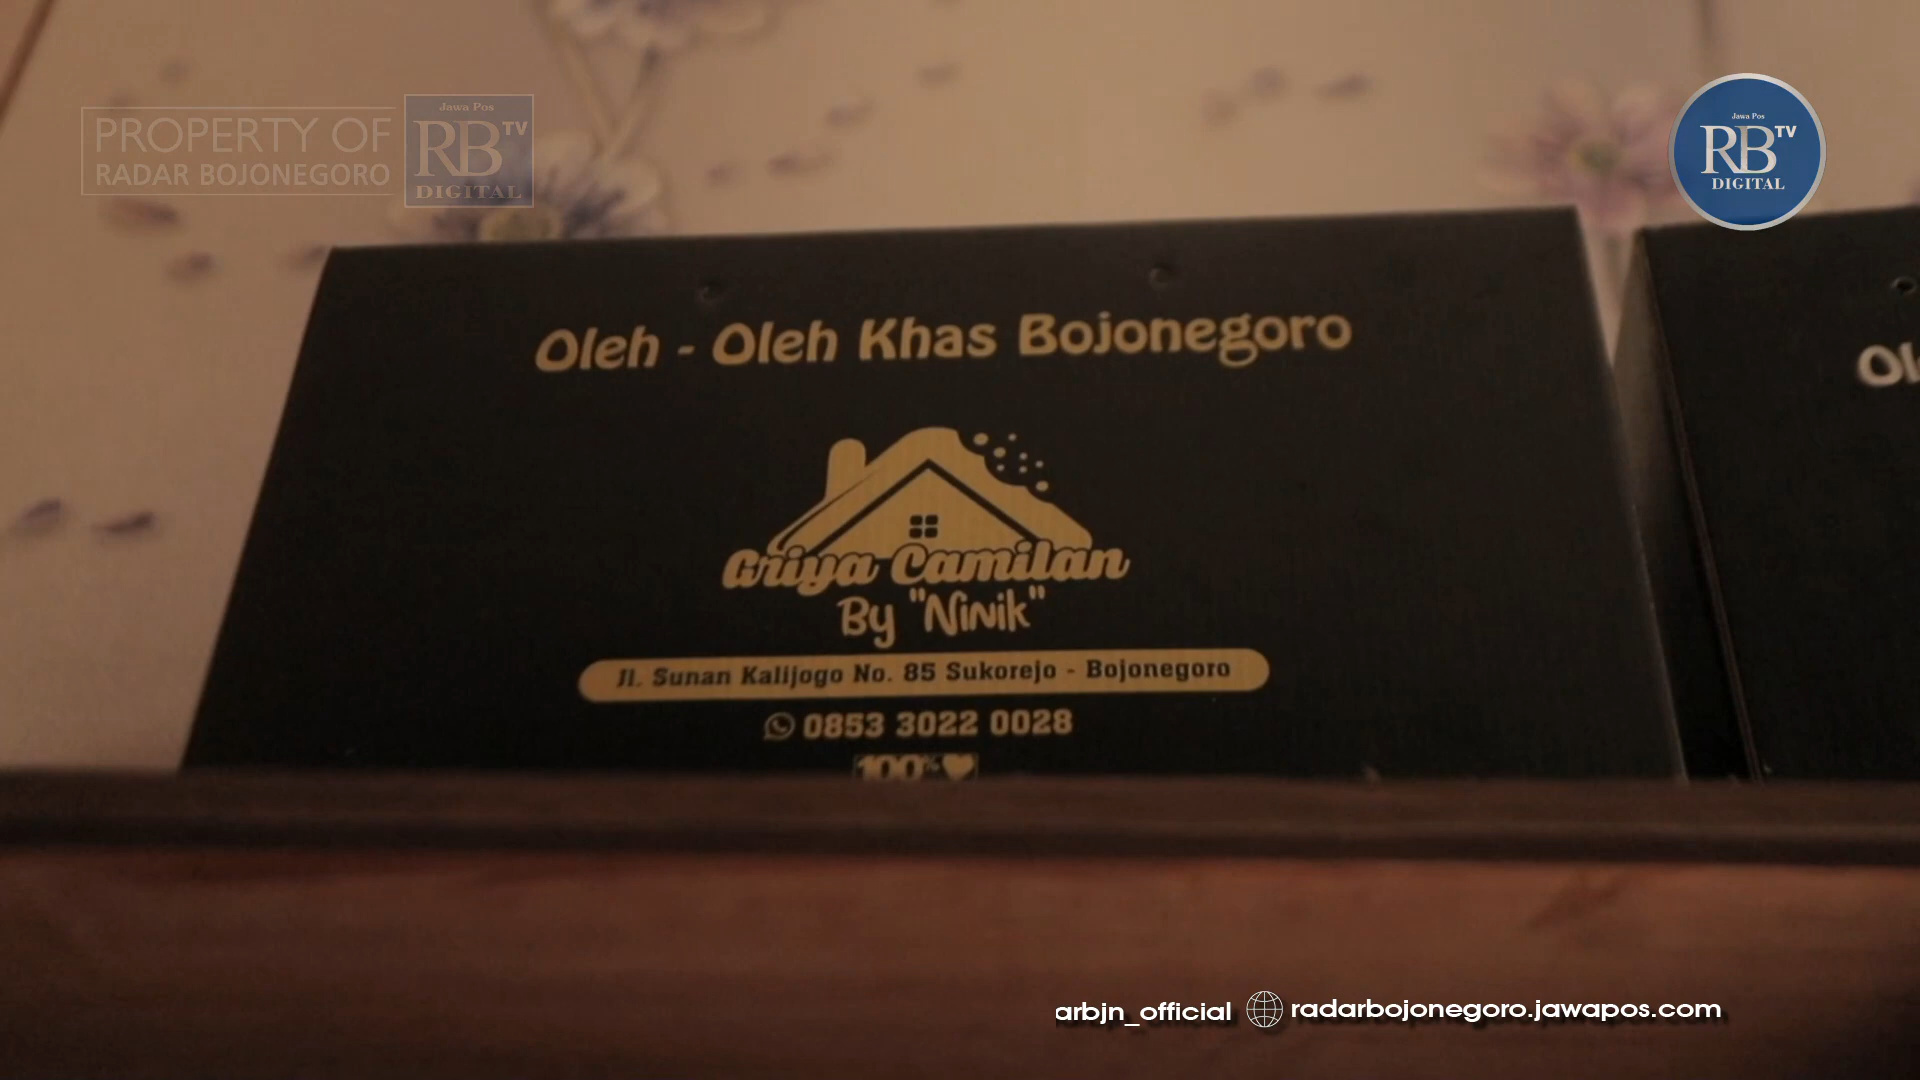 PROPERTY OF
RADAR BOJONEGORO
Jawa Pos
RB TV
DIGITAL
Jawa Pos
RB TV
DIGITAL
Oleh - Oleh Khas Bojonegoro
Griya Camilan
By "Ninik"
Jl. Sunan Kalijogo No. 85 Sukorejo - Bojonegoro
0853 3022 0028
100%
arbjn_official
radarbojonegoro.jawapos.com